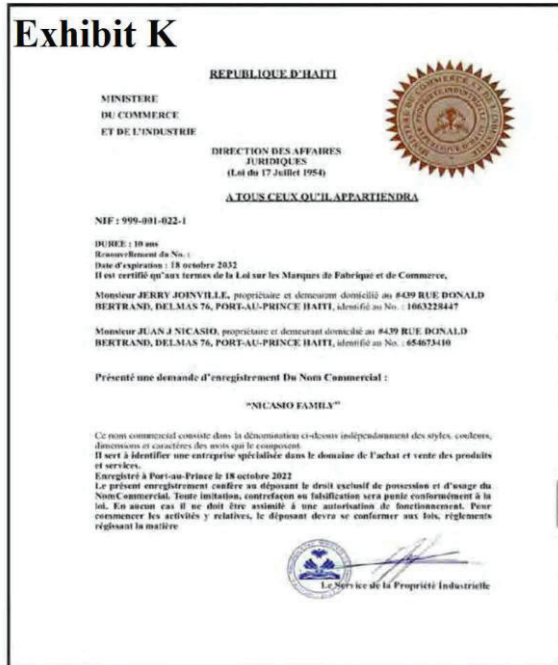 Exhibit K
REPUBLIQUE D'HAITI
MINISTERE
DU COMMERCE
ET DE L'INDUSTRIE
DIRECTION DES AFFAIRES
JURIDIQUES
(Loi du 17 Juillet 1954)
A TOUS CEUX QU'IL APPARTIENDRA
NIF : 999-001-022-1
DUREE : 10 ans
Renouvellement du No. :
Date d'expiration : 18 octobre 2032
Il est certifié qu'aux termes de la Loi sur les Marques de Fabrique et de Commerce,
Monsieur JERRY JOINVILLE, propriétaire et demeurant domicilié au #439 RUE DONALD
BERTRAND, DELMAS 76, PORT-AU-PRINCE HAITI, identifié au No. : 1063228447
Monsieur JUAN J NICASIO, propriétaire et demeurant domicilié au #439 RUE DONALD
BERTRAND, DELMAS 76, PORT-AU-PRINCE HAITI, identifié au No. : 654673410
Présenté une demande d'enregistrement Du Nom Commercial :
"NICASIO FAMILY"
Ce nom commercial consiste dans la dénomination ci-dessus indépendamment des styles, couleurs,
dimensions et caractères des mots qui le composent.
Il sert à identifier une entreprise spécialisée dans le domaine de l'achat et vente des produits
et services.
Enregistré à Port-au-Prince le 18 octobre 2022
Le présent enregistrement confère au déposant le droit exclusif de possession et d'usage du
NomCommercial. Toute imitation, contrefaçon ou falsification sera punie conformément à la
loi. En aucun cas il ne doit être assimilé à une autorisation de fonctionnement. Pour
commencer les activités y relatives, le déposant devra se conformer aux lois, règlements
régissant la matière
Le Service de la Propriété Industrielle